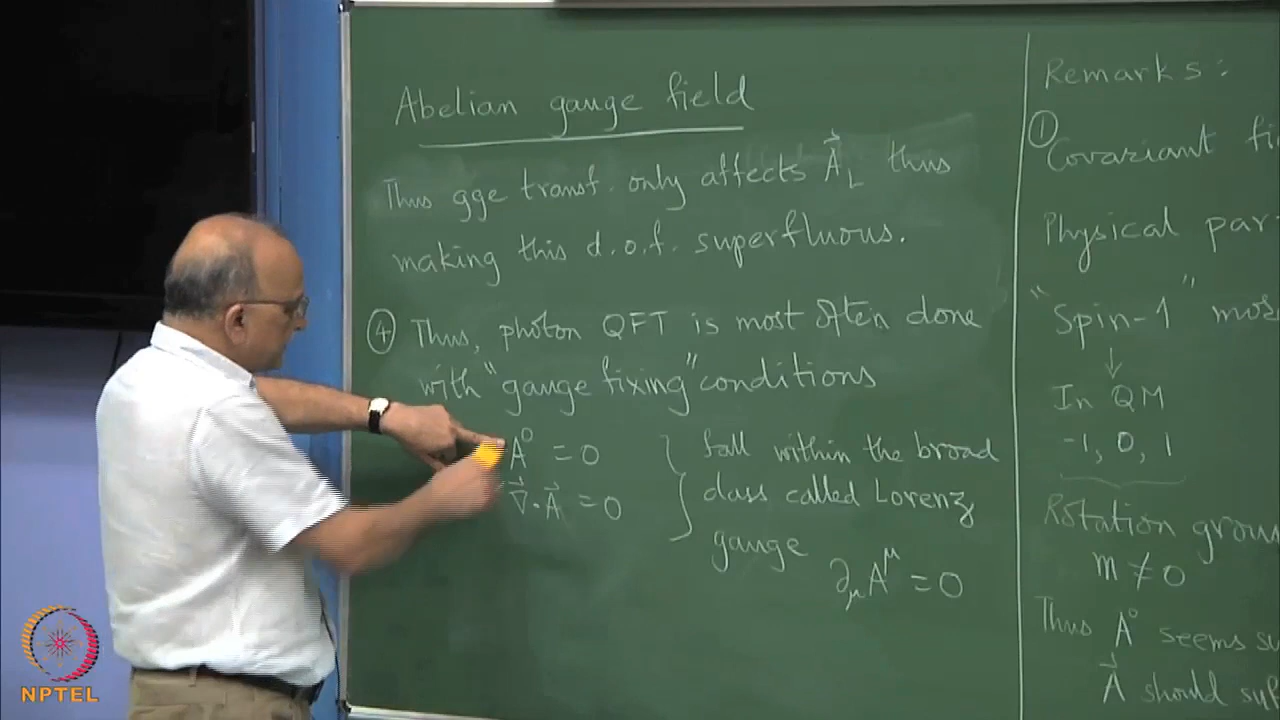 Abelian gauge field
Thus gge transf. only affects A⃗_L thus
making this d.o.f. superfluous.
④ Thus, photon QFT is most often done
with "gauge fixing" conditions
A⁰ = 0
∇⃗·A⃗ = 0
fall within the broad
class called Lorenz
gauge
∂_μ A^μ = 0
Remarks:
①
Covariant
Physical
"Spin-1"
↓
In QM
-1, 0, 1
Rotation
m ≠ 0
Thus A⁰ seems
A⃗ should
NPTEL